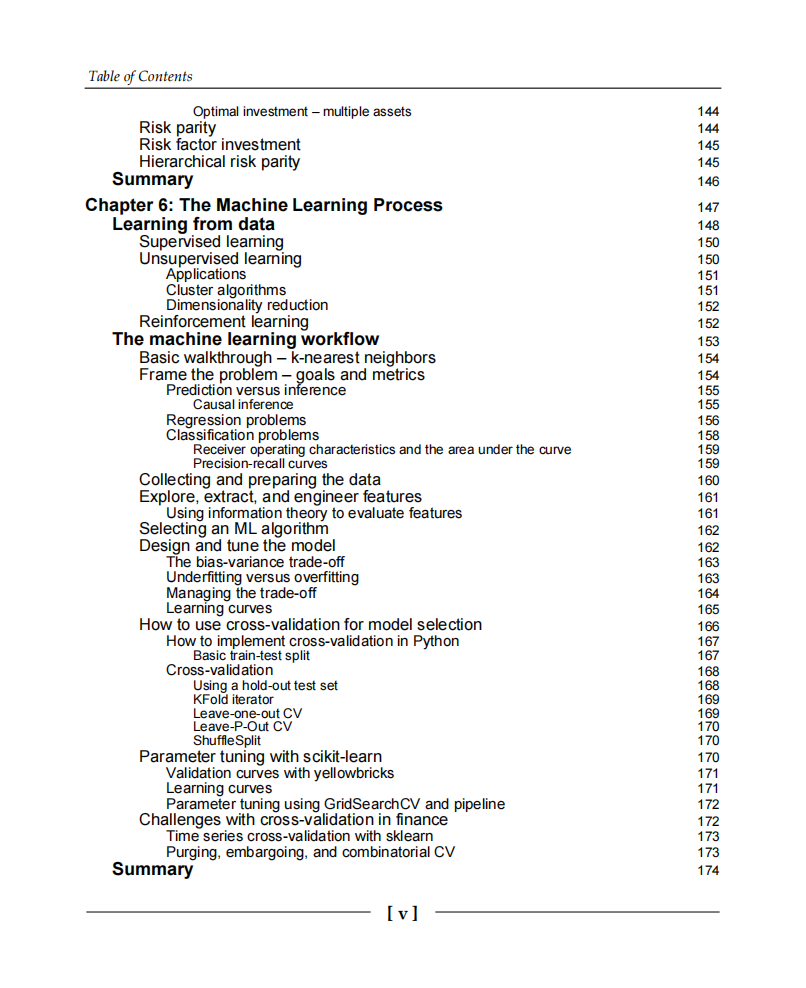 Table of Contents
Optimal investment – multiple assets 144
Risk parity 144
Risk factor investment 145
Hierarchical risk parity 145
Summary 146
Chapter 6: The Machine Learning Process 147
Learning from data 148
Supervised learning 150
Unsupervised learning 150
Applications 151
Cluster algorithms 151
Dimensionality reduction 152
Reinforcement learning 152
The machine learning workflow 153
Basic walkthrough – k-nearest neighbors 154
Frame the problem – goals and metrics 154
Prediction versus inference 155
Causal inference 155
Regression problems 156
Classification problems 158
Receiver operating characteristics and the area under the curve 159
Precision-recall curves 159
Collecting and preparing the data 160
Explore, extract, and engineer features 161
Using information theory to evaluate features 161
Selecting an ML algorithm 162
Design and tune the model 162
The bias-variance trade-off 163
Underfitting versus overfitting 163
Managing the trade-off 164
Learning curves 165
How to use cross-validation for model selection 166
How to implement cross-validation in Python 167
Basic train-test split 167
Cross-validation 168
Using a hold-out test set 168
KFold iterator 169
Leave-one-out CV 169
Leave-P-Out CV 170
ShuffleSplit 170
Parameter tuning with scikit-learn 170
Validation curves with yellowbricks 171
Learning curves 171
Parameter tuning using GridSearchCV and pipeline 172
Challenges with cross-validation in finance 172
Time series cross-validation with sklearn 173
Purging, embargoing, and combinatorial CV 173
Summary 174
[ v ]